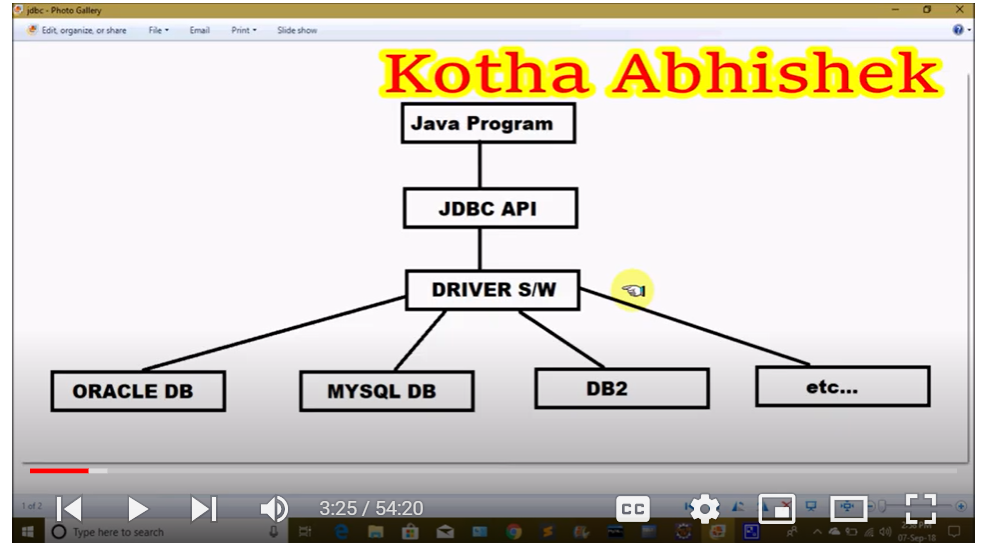 jdbc - Photo Gallery
Edit, organize, or share File Email Print Slide show
Kotha Abhishek
Java Program
JDBC API
DRIVER S/W
ORACLE DB MYSQL DB DB2 etc...
1 of 2
3:25 / 54:20
CC
Type here to search
07-Sep-18